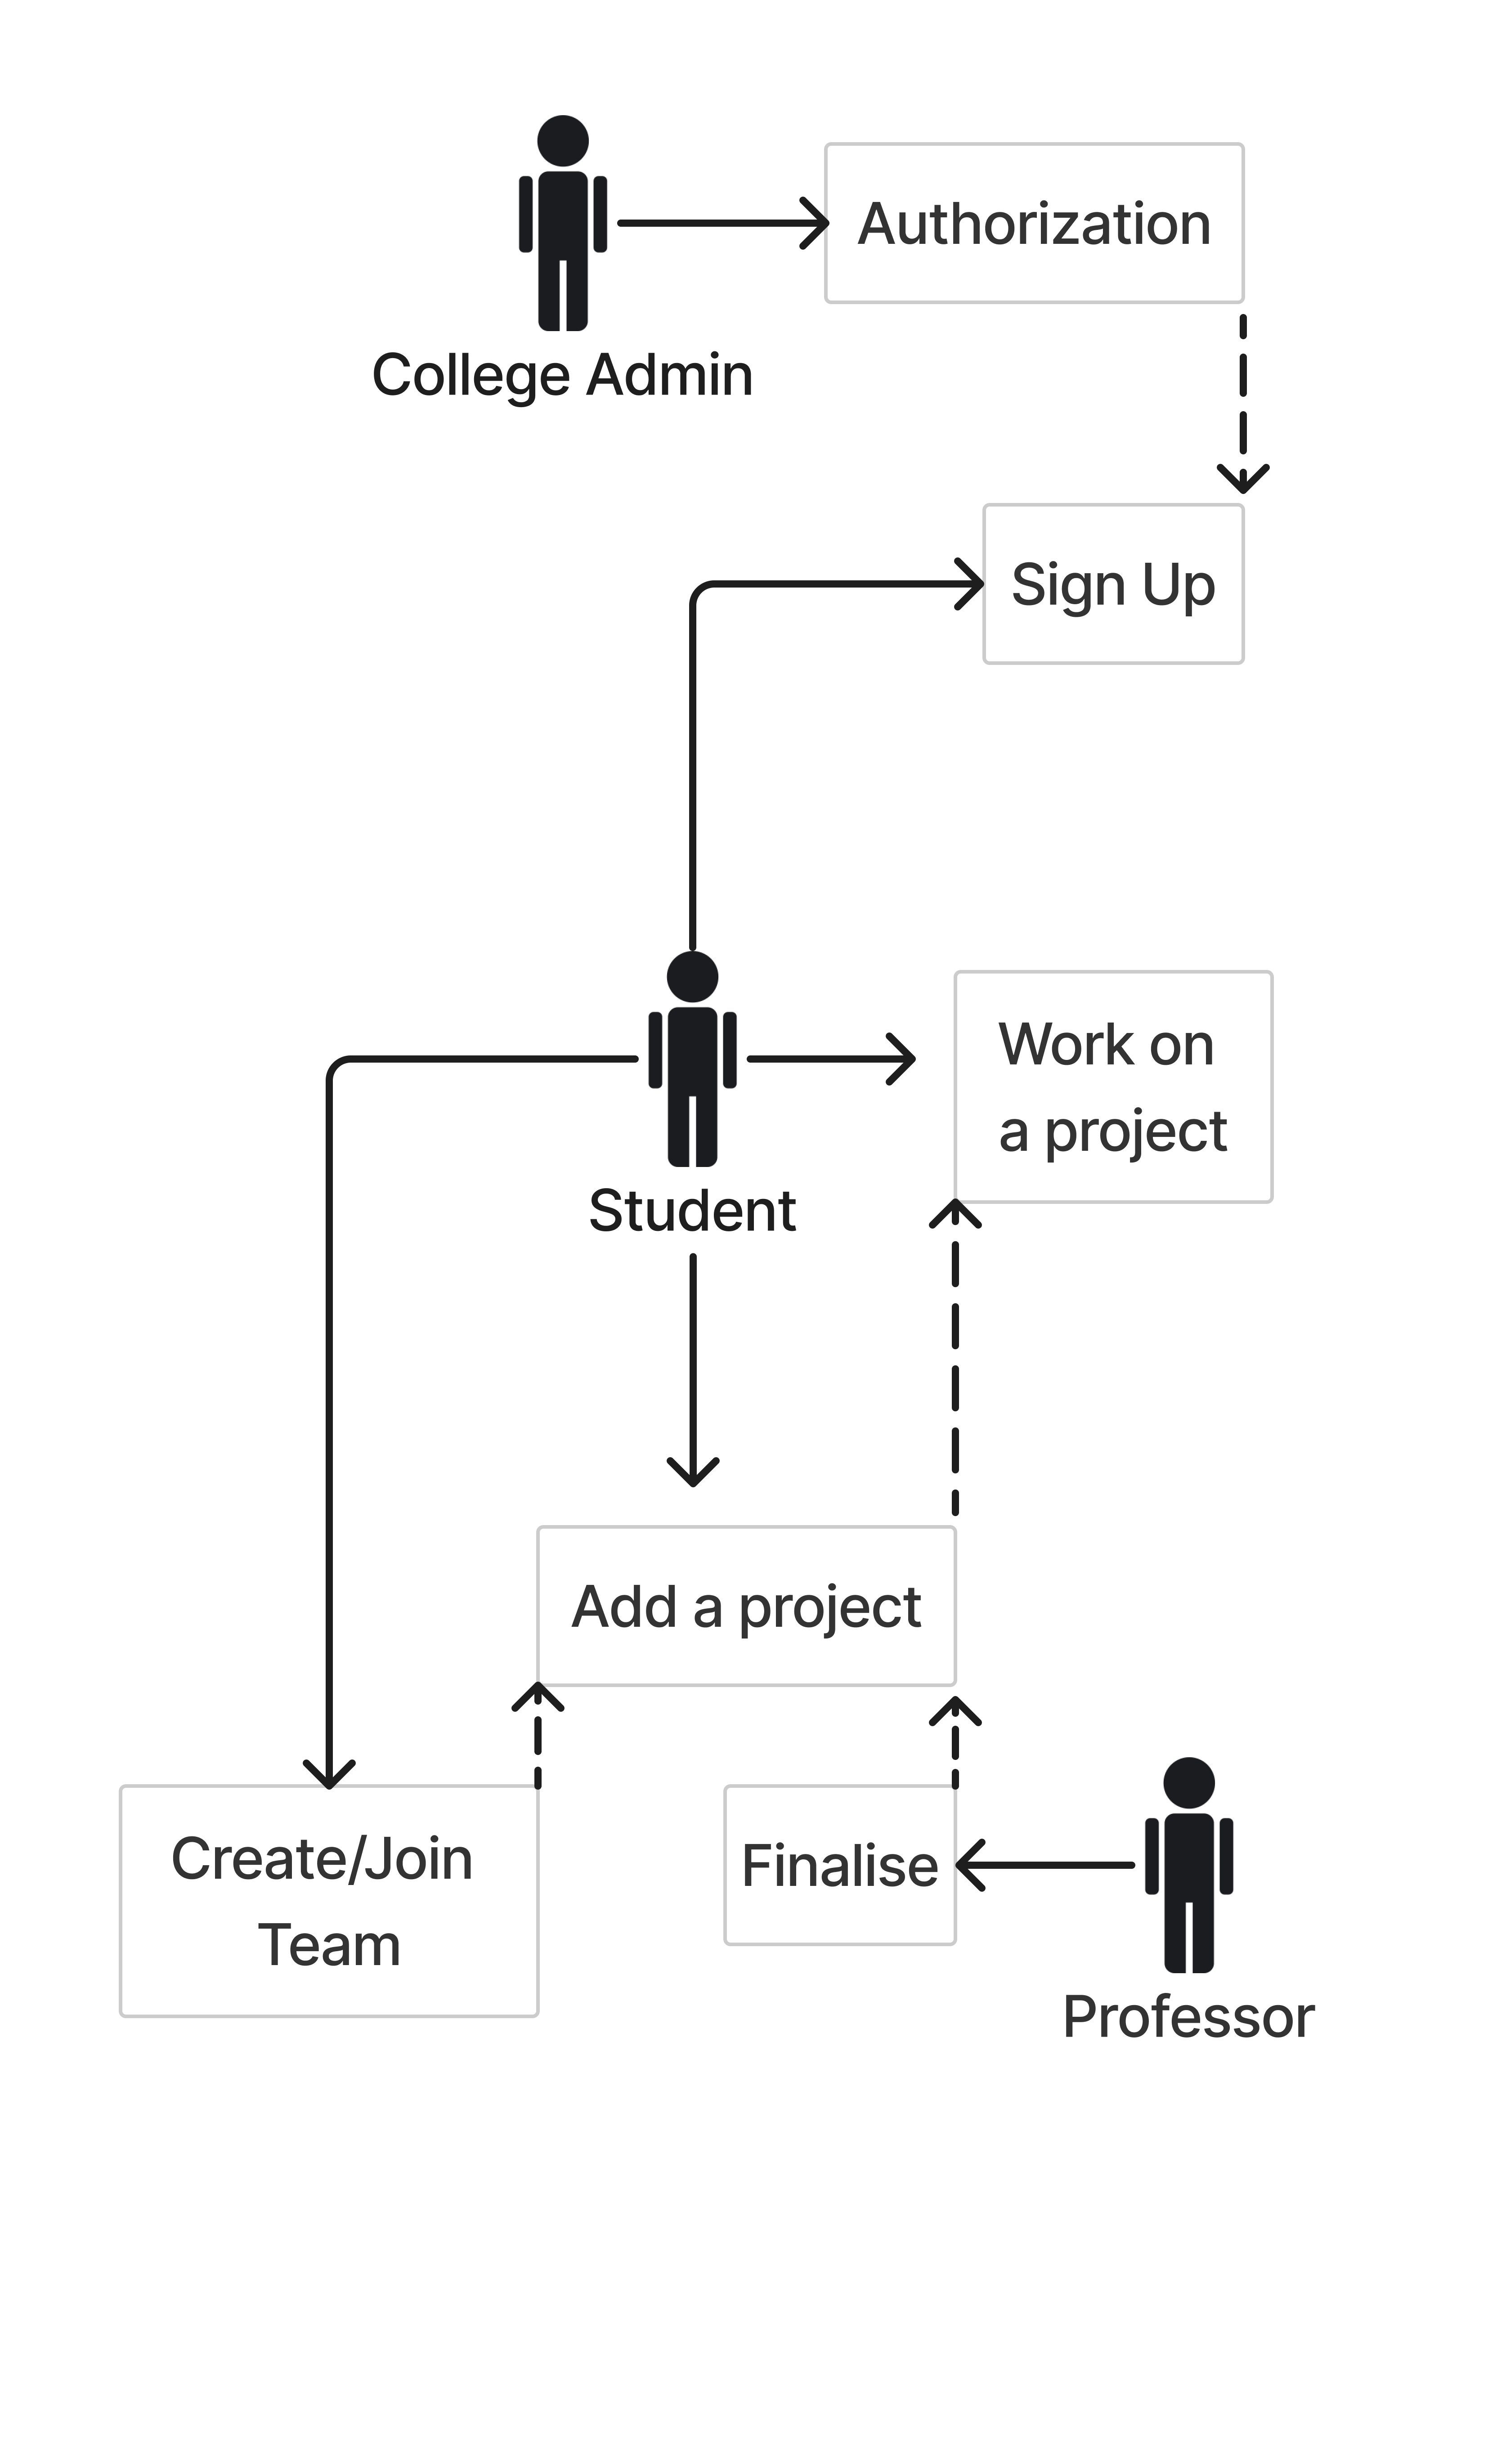 Authorization
College Admin
Sign Up
Work on
a project
Student
Add a project
Create/Join
Team
Finalise
Professor